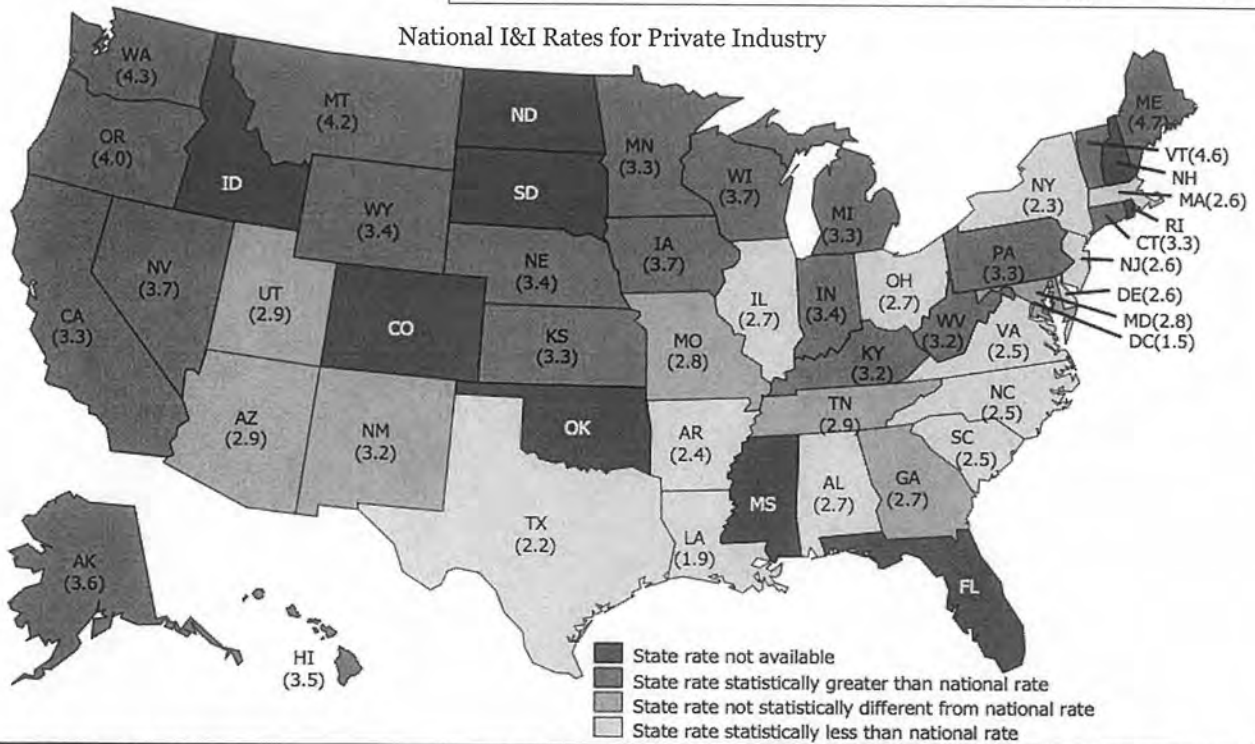 National I&I Rates for Private Industry
WA
(4.3)
MT
(4.2)
ND
MN
(3.3)
ME
(4.7)
OR
(4.0)
ID
SD
WI
(3.7)
VT(4.6)
NH
NY
(2.3)
MA(2.6)
WY
(3.4)
MI
(3.3)
RI
CT(3.3)
IA
(3.7)
PA
(3.3)
NJ(2.6)
NV
(3.7)
NE
(3.4)
OH
(2.7)
DE(2.6)
UT
(2.9)
IL
(2.7)
IN
(3.4)
MD(2.8)
CA
(3.3)
CO
WV
(3.2)
VA
(2.5)
DC(1.5)
KS
(3.3)
MO
(2.8)
KY
(3.2)
NC
(2.5)
AZ
(2.9)
NM
(3.2)
OK
AR
(2.4)
TN
(2.9)
SC
(2.5)
MS
AL
(2.7)
GA
(2.7)
TX
(2.2)
LA
(1.9)
AK
(3.6)
FL
HI
(3.5)
State rate not available
State rate statistically greater than national rate
State rate not statistically different from national rate
State rate statistically less than national rate